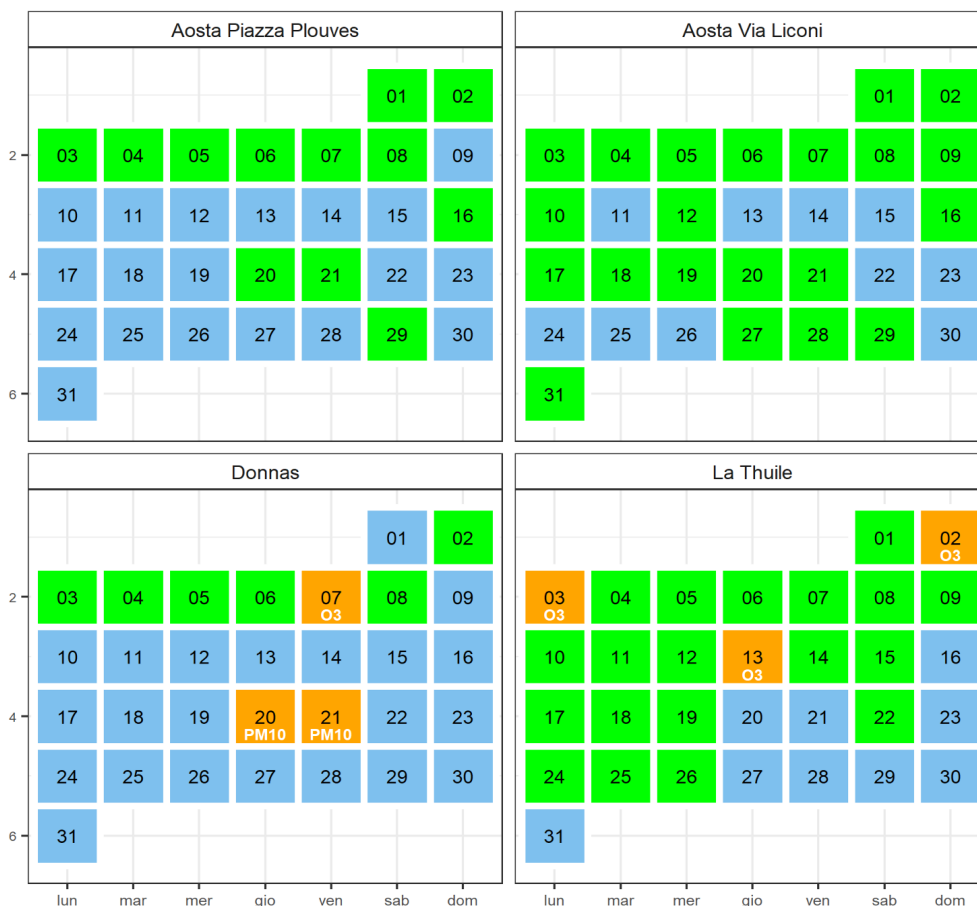 Aosta Piazza Plouves
01 02
2 03 04 05 06 07 08 09
10 11 12 13 14 15 16
4 17 18 19 20 21 22 23
24 25 26 27 28 29 30
6 31
Aosta Via Liconi
01 02
03 04 05 06 07 08 09
10 11 12 13 14 15 16
17 18 19 20 21 22 23
24 25 26 27 28 29 30
31
Donnas
01 02
2 03 04 05 06 07 08 09
O3
10 11 12 13 14 15 16
4 17 18 19 20 21 22 23
PM10 PM10
24 25 26 27 28 29 30
6 31
lun mar mer gio ven sab dom
La Thuile
01 02
O3
03 04 05 06 07 08 09
O3
10 11 12 13 14 15 16
O3
17 18 19 20 21 22 23
24 25 26 27 28 29 30
31
lun mar mer gio ven sab dom